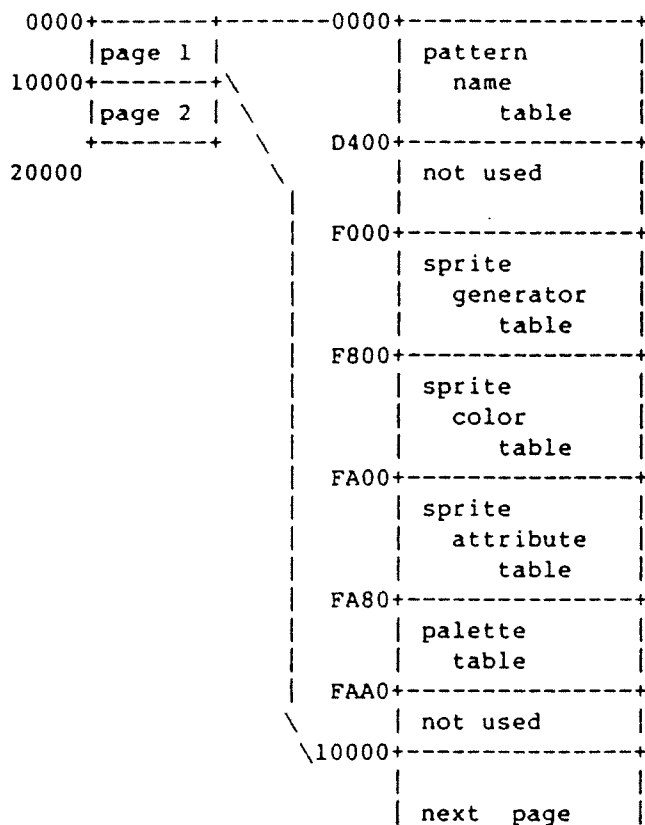 0000 0000
page 1 pattern
name
10000
page 2 table
D400
20000 not used
F000
sprite
generator
table
F800
sprite
color
table
FA00
sprite
attribute
table
FA80
palette
table
FAA0
not used
10000
next page